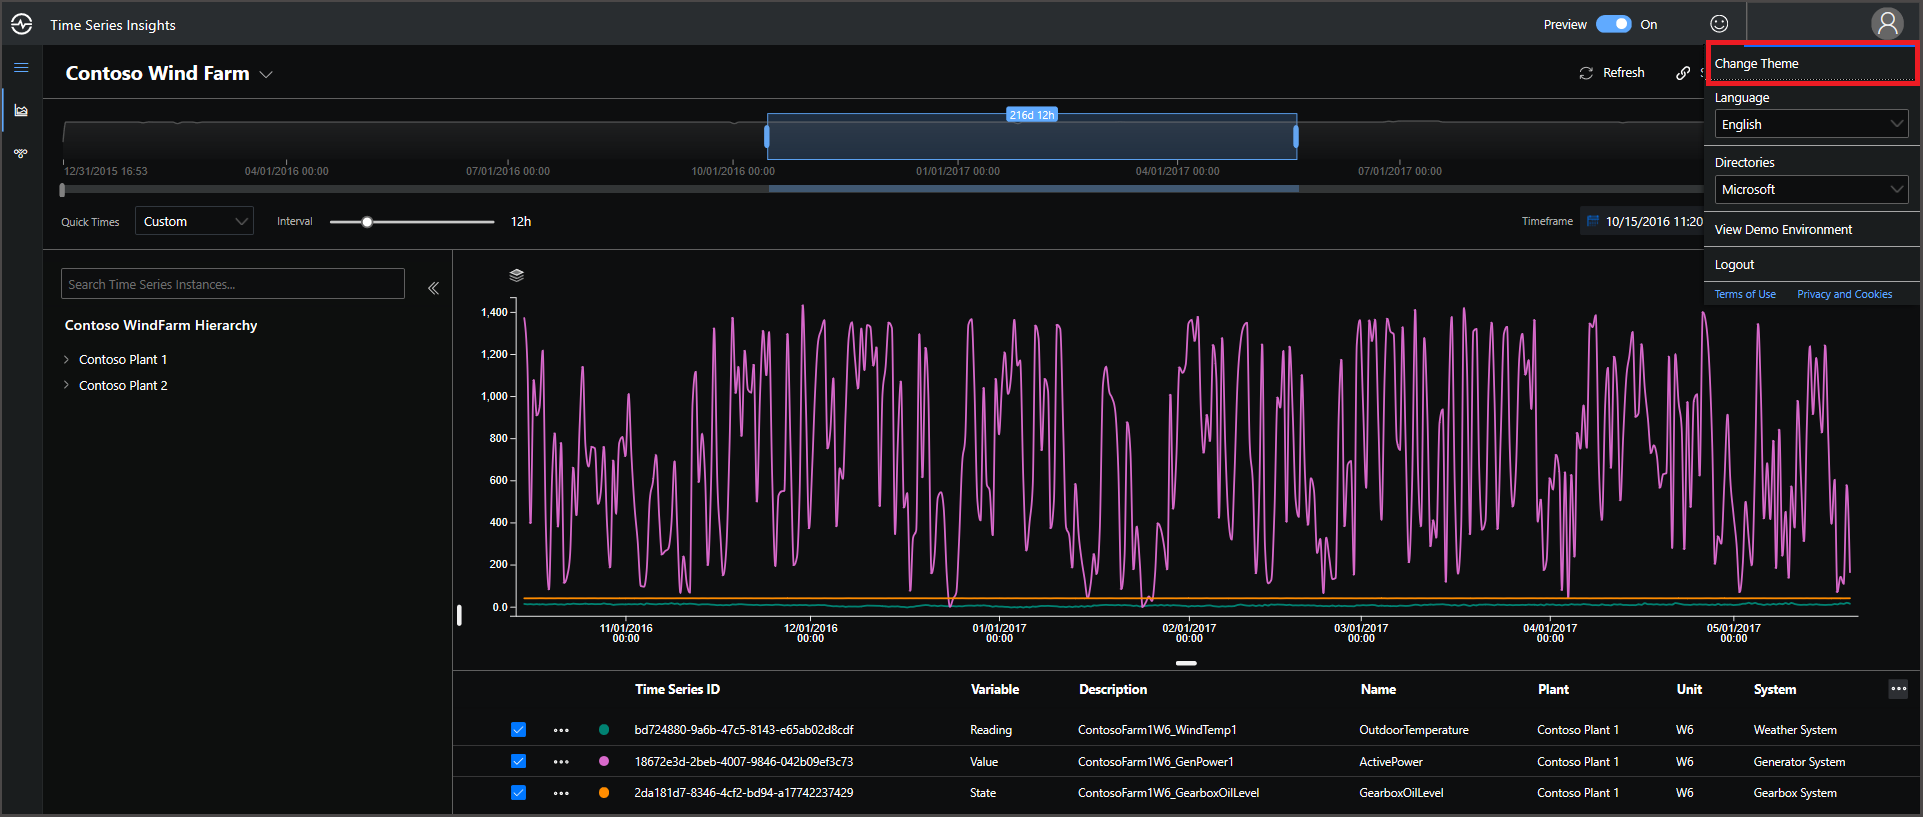 Time Series Insights
Preview On
Contoso Wind Farm
Refresh
Change Theme
Language
English
Directories
Microsoft
View Demo Environment
Logout
Terms of Use Privacy and Cookies
216d 12h
12/31/2015 16:53 04/01/2016 00:00 07/01/2016 00:00 10/01/2016 00:00 01/01/2017 00:00 04/01/2017 00:00 07/01/2017 00:00
Quick Times Custom Interval 12h Timeframe 10/15/2016 11:20
Search Time Series Instances...
Contoso WindFarm Hierarchy
Contoso Plant 1
Contoso Plant 2
1,400
1,200
1,000
800
600
400
200
0.0
11/01/2016 12/01/2016 01/01/2017 02/01/2017 03/01/2017 04/01/2017 05/01/2017
00:00 00:00 00:00 00:00 00:00 00:00 00:00
Time Series ID Variable Description Name Plant Unit System
bd724880-9a6b-47c5-8143-e65ab02d8cdf Reading ContosoFarm1W6_WindTemp1 OutdoorTemperature Contoso Plant 1 W6 Weather System
18672e3d-2beb-4007-9846-042b09ef3c73 Value ContosoFarm1W6_GenPower1 ActivePower Contoso Plant 1 W6 Generator System
2da181d7-8346-4cf2-bd94-a17742237429 State ContosoFarm1W6_GearboxOilLevel GearboxOilLevel Contoso Plant 1 W6 Gearbox System